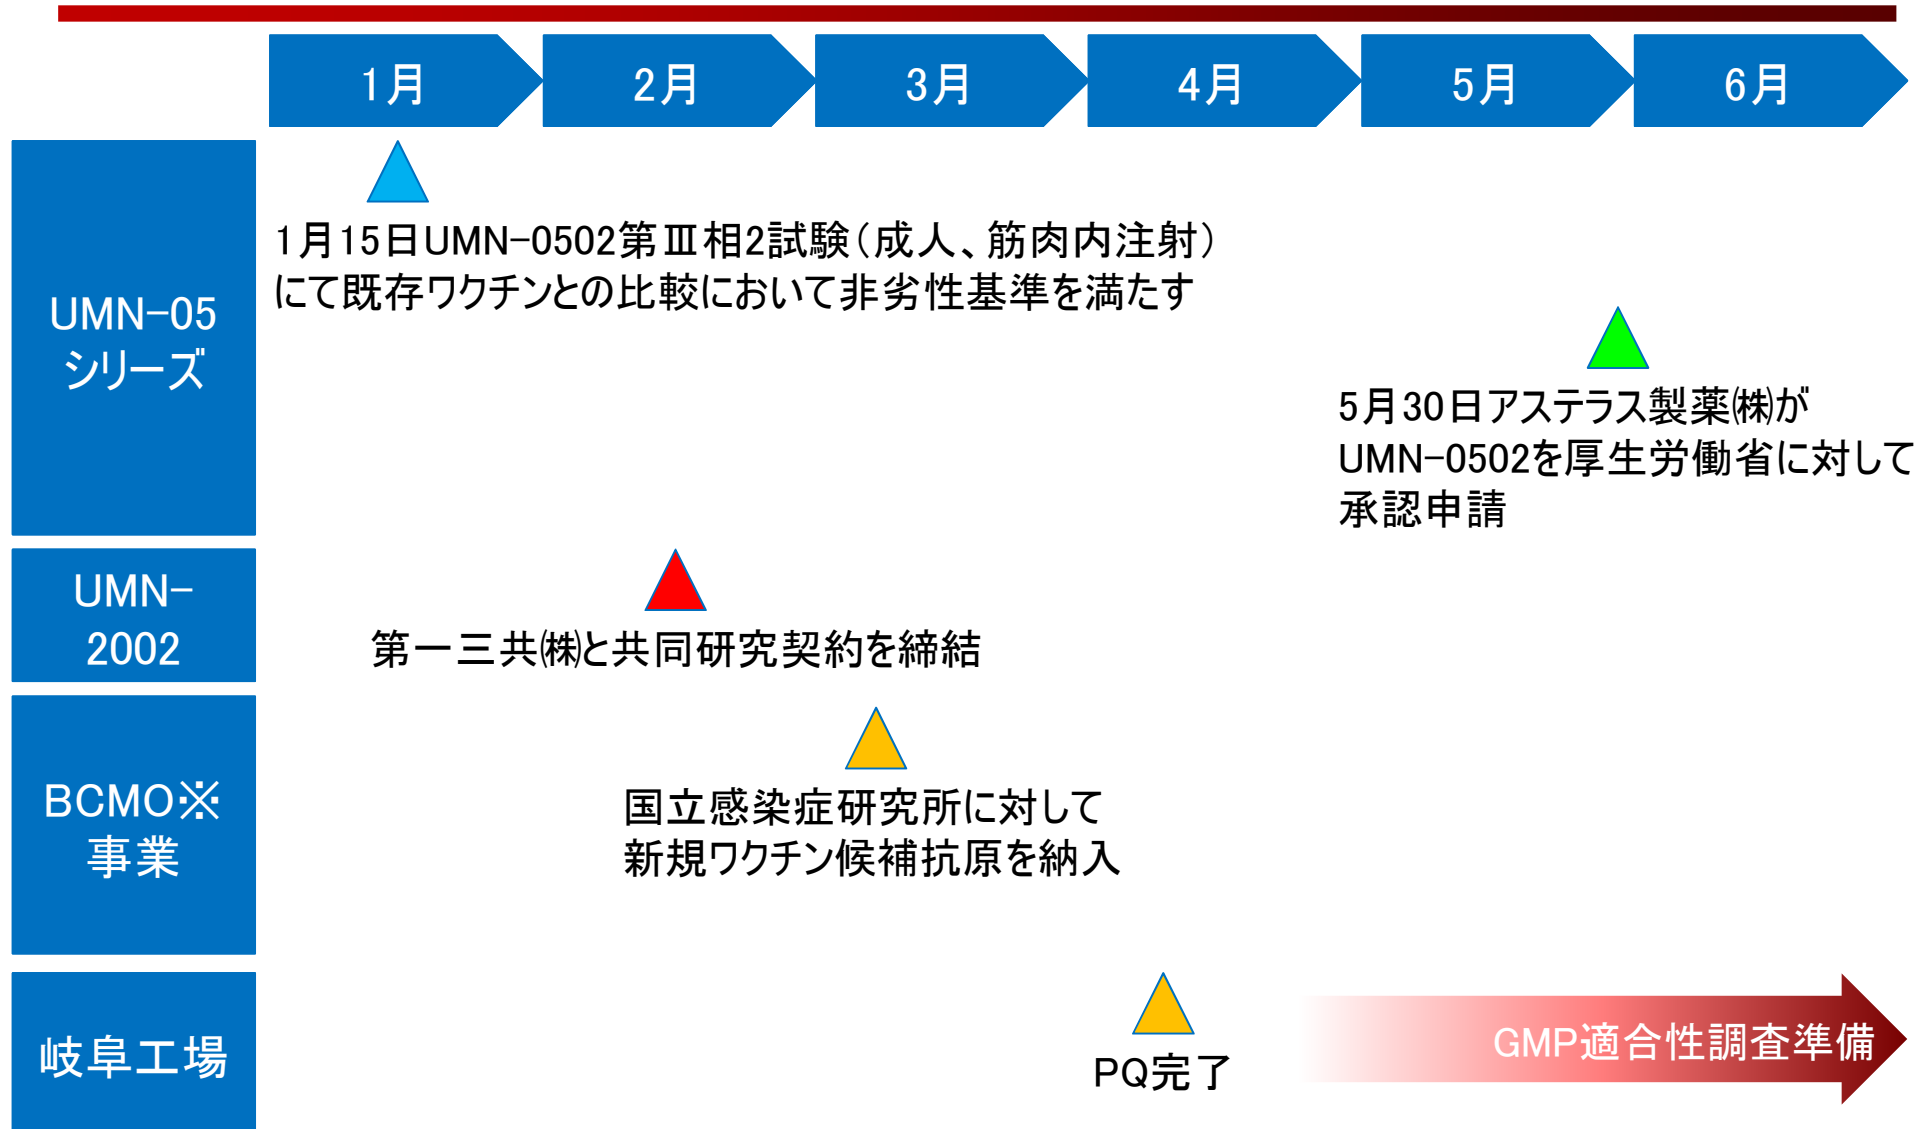 1月
2月
3月
4月
5月
6月
UMN-05
シリーズ
1月15日UMN-0502第Ⅲ相2試験（成人、筋肉内注射）
にて既存ワクチンとの比較において非劣性基準を満たす
5月30日アステラス製薬㈱が
UMN-0502を厚生労働省に対して
承認申請
UMN-
2002
第一三共㈱と共同研究契約を締結
BCMO※
事業
国立感染症研究所に対して
新規ワクチン候補抗原を納入
岐阜工場
PQ完了
GMP適合性調査準備